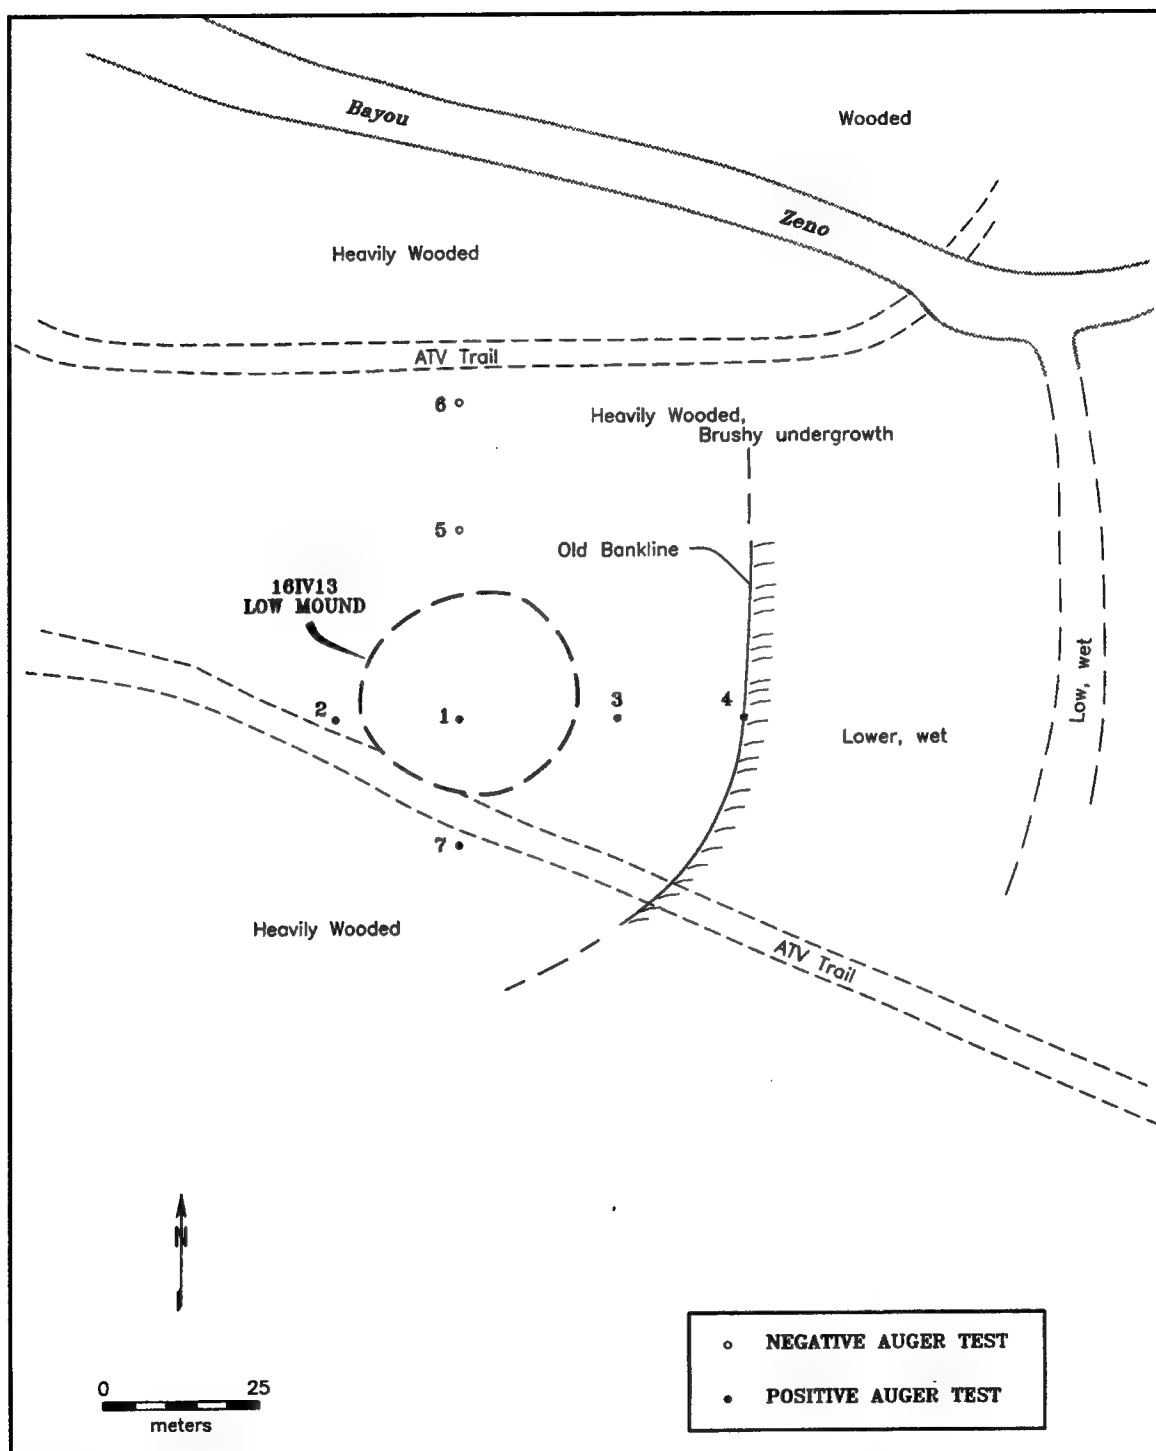 Bayou
Wooded
Zeno
Heavily Wooded
ATV Trail
6
Heavily Wooded,
Brushy undergrowth
5
Old Bankline
16IV13
LOW MOUND
Low, wet
2
1
3
4
Lower, wet
7
Heavily Wooded
ATV Trail
N
0 25
meters
NEGATIVE AUGER TEST
POSITIVE AUGER TEST